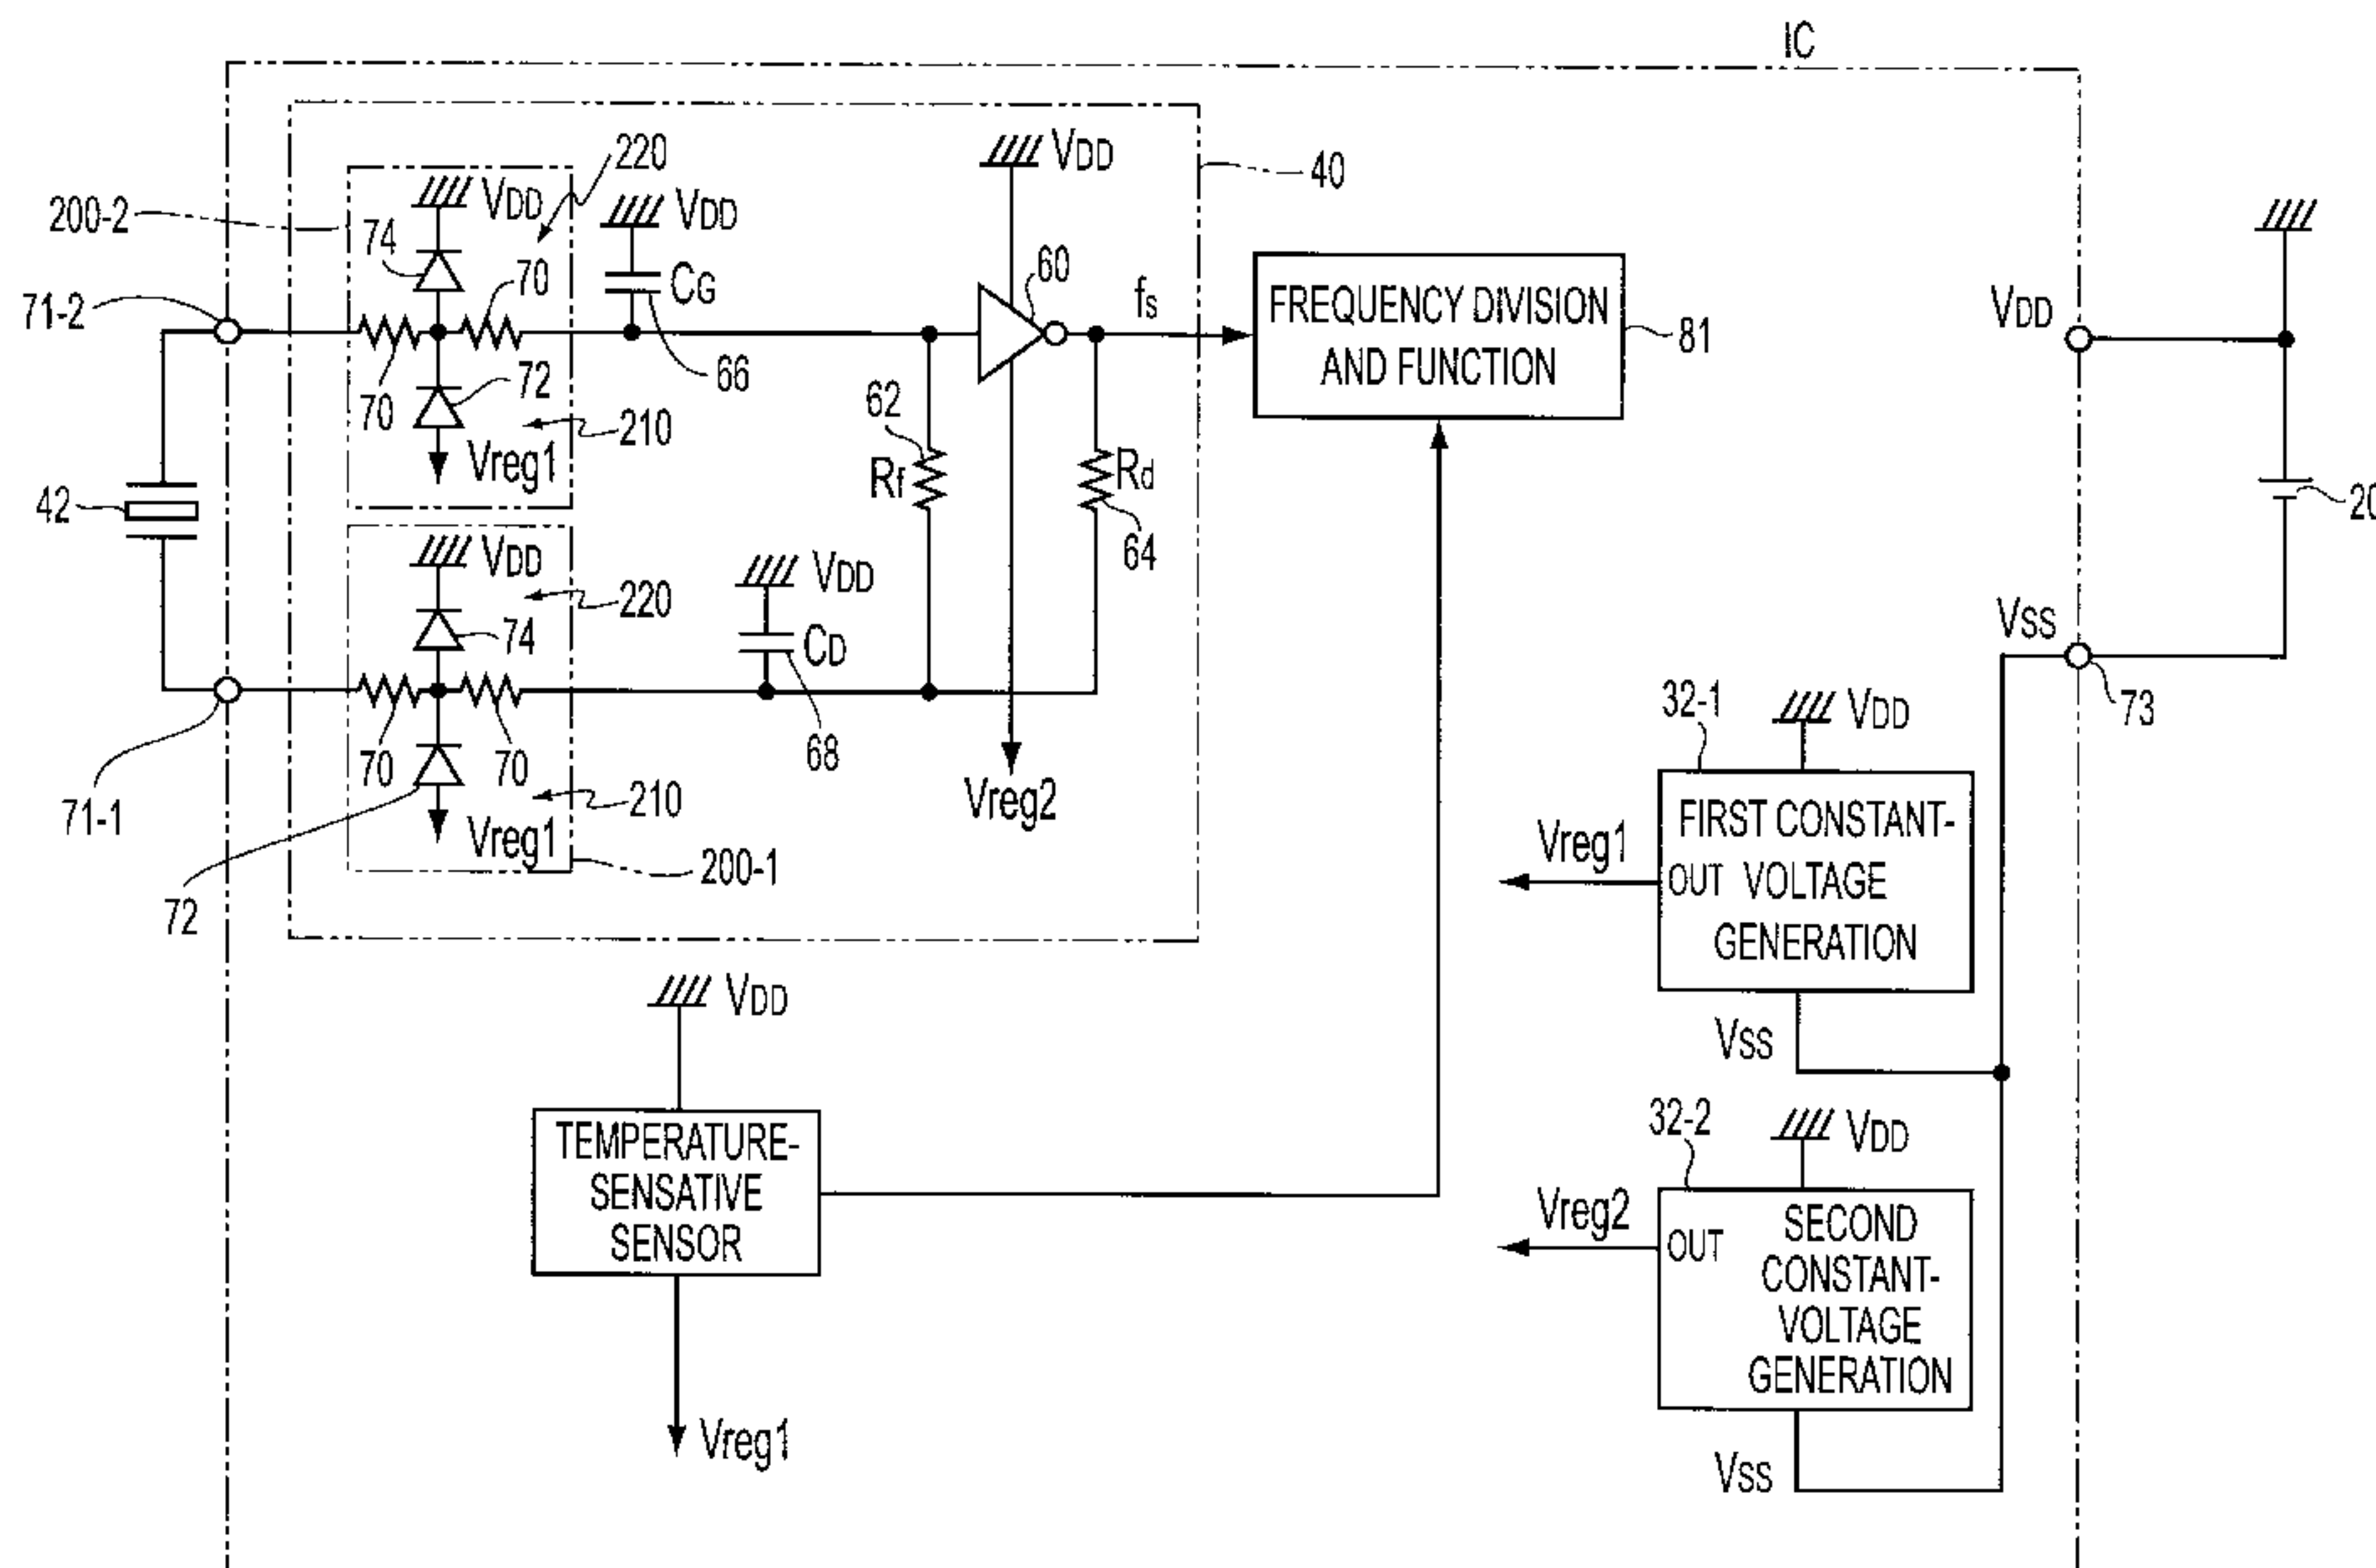 IC
220
VDD
40
VDD
VDD
200-2
74
70
CG
60
fs
FREQUENCY DIVISION
AND FUNCTION
81
VDD
71-2
66
72
70
62
210
Vreg1
Rf
Rd
42
20
64
VDD
220
VDD
74
CD
VSS
73
32-1
VDD
68
70
70
Vreg2
71-1
210
Vreg1
200-1
72
FIRST CONSTANT-
Vreg1
OUT VOLTAGE
GENERATION
VDD
VSS
32-2
VDD
TEMPERATURE-
SENSATIVE
SENSOR
Vreg2
OUT
SECOND
CONSTANT-
VOLTAGE
GENERATION
Vreg1
VSS